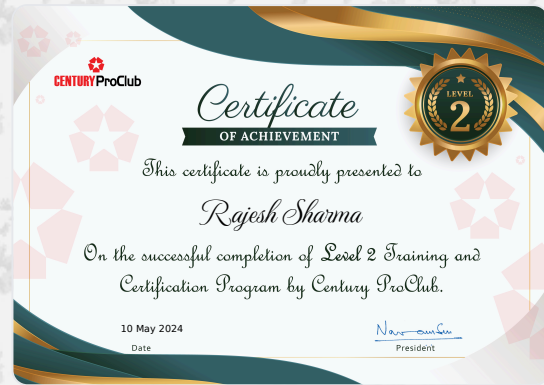 CENTURY ProClub
LEVEL
2
Certificate
OF ACHIEVEMENT
This certificate is proudly presented to
Rajesh Sharma
On the successful completion of Level 2 Training and
Certification Program by Century ProClub.
10 May 2024
Date
President